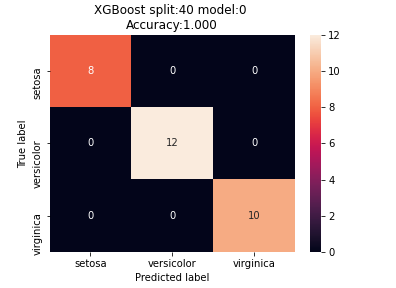 XGBoost split:40 model:0
Accuracy:1.000
True label
setosa
8 0 0
versicolor
0 12 0
virginica
0 0 10
setosa versicolor virginica
Predicted label
12
10
8
6
4
2
0